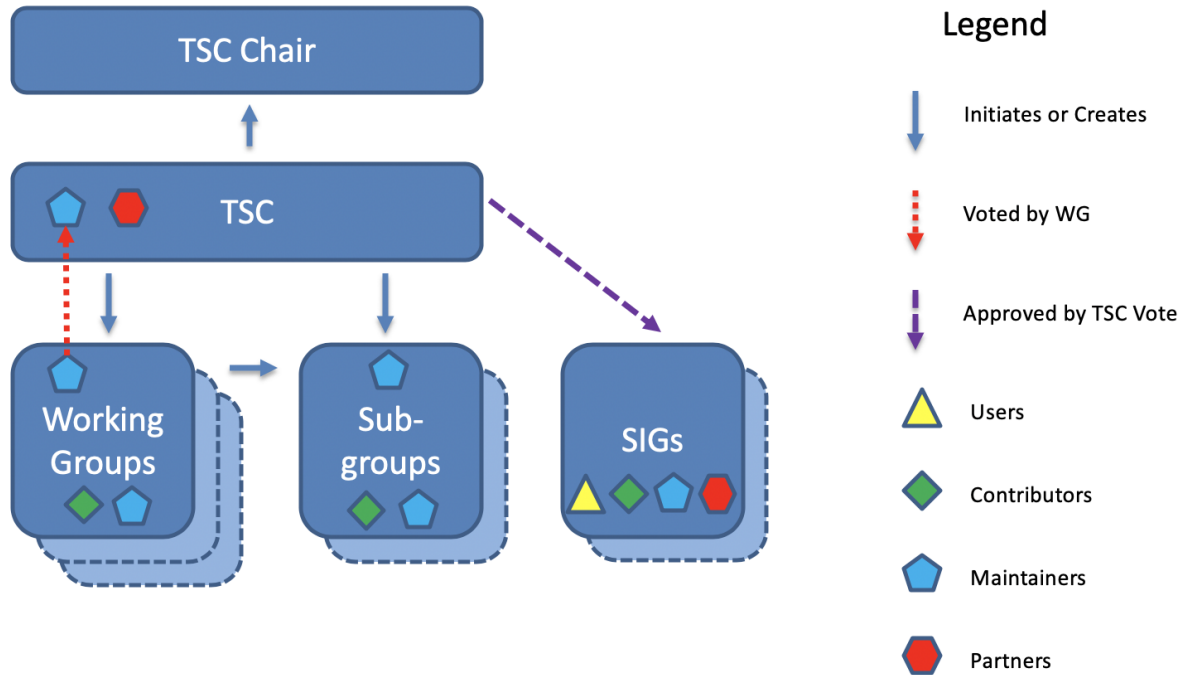 TSC Chair
TSC
Working
Groups
Sub-
groups
SIGs
Legend
Initiates or Creates
Voted by WG
Approved by TSC Vote
Users
Contributors
Maintainers
Partners